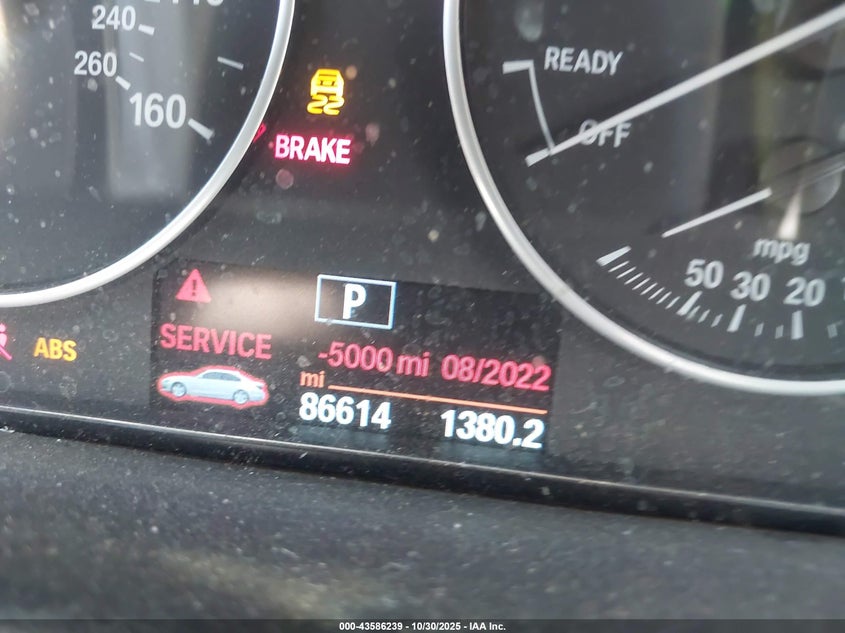 240
260
160
READY
OFF
BRAKE
mpg
50 30 20
P
ABS
SERVICE
-5000 mi 08/2022
mi
86614 1380.2
000-43586239 - 10/30/2025 - IAA Inc.